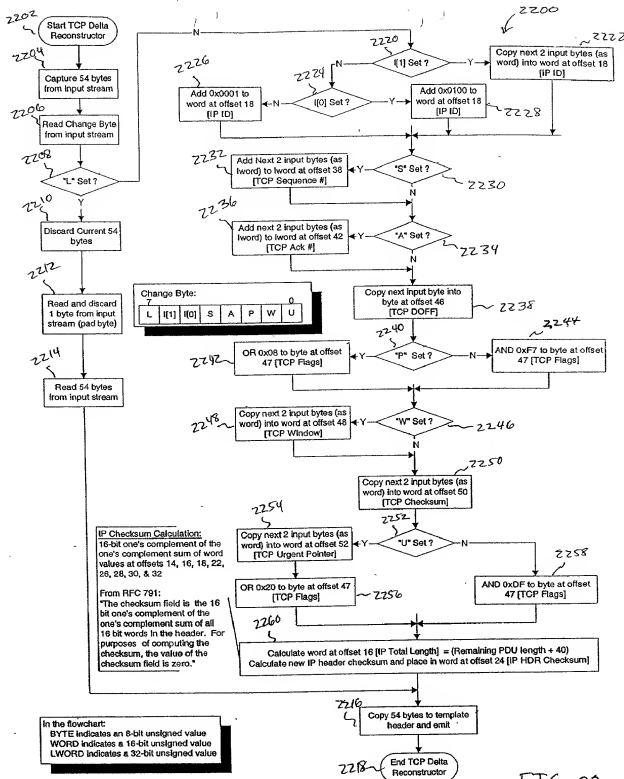 2200
2202
Start TCP Delta
Reconstructor
2204
Capture 54 bytes
from input stream
2206
Read Change Byte
from input stream
2208
"L" Set ?
N
Y
2210
Discard Current 54
bytes
2212
Read and discard
1 byte from input
stream (pad byte)
2214
Read 54 bytes
from input stream
2220
I[1] Set ?
N
Y
2222
Copy next 2 input bytes (as
word) into word at offset 18
[IP ID]
2224
I[0] Set ?
N
Y
2226
Add 0x0001 to
word at offset 18
[IP ID]
Add 0x0100 to
word at offset 18
[IP ID]
2228
2232
Add Next 2 input bytes (as
lword) to lword at offset 38
[TCP Sequence #]
Y
"S" Set ?
N
2230
2236
Add next 2 input bytes (as
lword) to lword at offset 42
[TCP Ack #]
Y
"A" Set ?
N
2234
Change Byte:
7
0
L
I[1]
I[0]
S
A
P
W
U
Copy next input byte into
byte at offset 46
[TCP DOFF]
2238
2240
"P" Set ?
Y
N
2242
OR 0x08 to byte at offset
47 [TCP Flags]
2244
AND 0xF7 to byte at offset
47 [TCP Flags]
2248
Copy next 2 input bytes (as
word) into word at offset 48
[TCP Window]
Y
"W" Set ?
N
2246
2250
Copy next 2 input bytes (as
word) into word at offset 50
[TCP Checksum]
2252
"U" Set ?
Y
N
2254
Copy next 2 input bytes (as
word) into word at offset 52
[TCP Urgent Pointer]
OR 0x20 to byte at offset
47 [TCP Flags]
2256
2258
AND 0xDF to byte at offset
47 [TCP Flags]
IP Checksum Calculation:
16-bit one's complement of the
one's complement sum of word
values at offsets 14, 16, 18, 22,
26, 28, 30, & 32
From RFC 791:
"The checksum field is the 16
bit one's complement of the
one's complement sum of all
16 bit words in the header. For
purposes of computing the
checksum, the value of the
checksum field is zero."
2260
Calculate word at offset 16 [IP Total Length] = (Remaining PDU length + 40)
Calculate new IP header checksum and place in word at offset 24 [IP HDR Checksum]
2216
Copy 54 bytes to template
header and emit
2218
End TCP Delta
Reconstructor
In the flowchart:
BYTE indicates an 8-bit unsigned value
WORD indicates a 16-bit unsigned value
LWORD indicates a 32-bit unsigned value